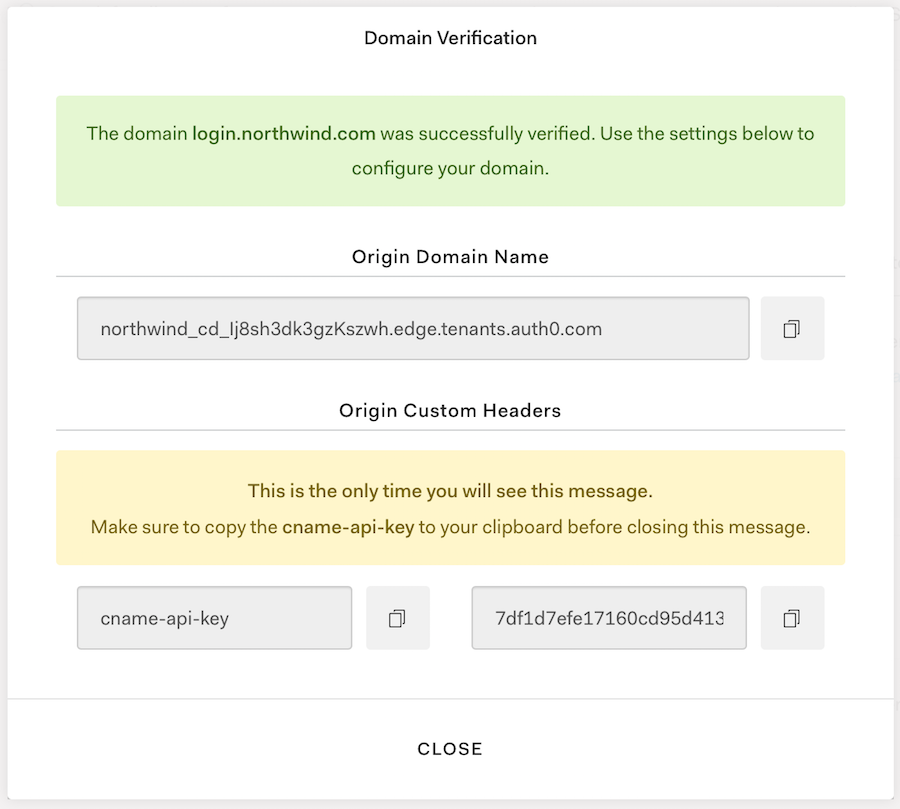 Domain Verification
The domain login.northwind.com was successfully verified. Use the settings below to
configure your domain.
Origin Domain Name
northwind_cd_Ij8sh3dk3gzKszwh.edge.tenants.auth0.com
Origin Custom Headers
This is the only time you will see this message.
Make sure to copy the cname-api-key to your clipboard before closing this message.
cname-api-key
7df1d7efe17160cd95d413
CLOSE